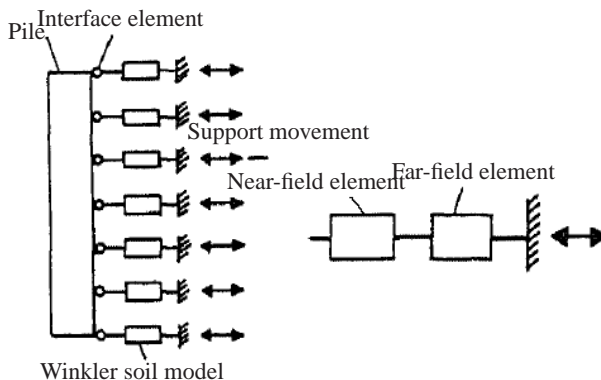 Interface element
Pile
Support movement
Near-field element
Far-field element
Winkler soil model